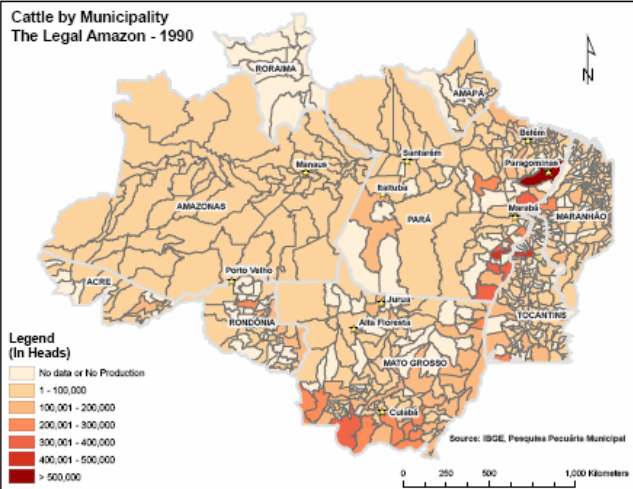 Cattle by Municipality
The Legal Amazon - 1990
N
RORAIMA
AMAPÁ
Belém
Santarém
Manaus
Paragominas
Itaituba
AMAZONAS
PARÁ
Marabá
MARANHÃO
Porto Velho
ACRE
Jurua
TOCANTINS
RONDÔNIA
Alta Floresta
MATO GROSSO
Cuiabá
Legend
(In Heads)
No data or No Production
1 - 100,000
100,001 - 200,000
200,001 - 300,000
300,001 - 400,000
400,001 - 500,000
> 500,000
Source: IBGE, Pesquisa Pecuária Municipal
0 250 500 1,000 Kilometers